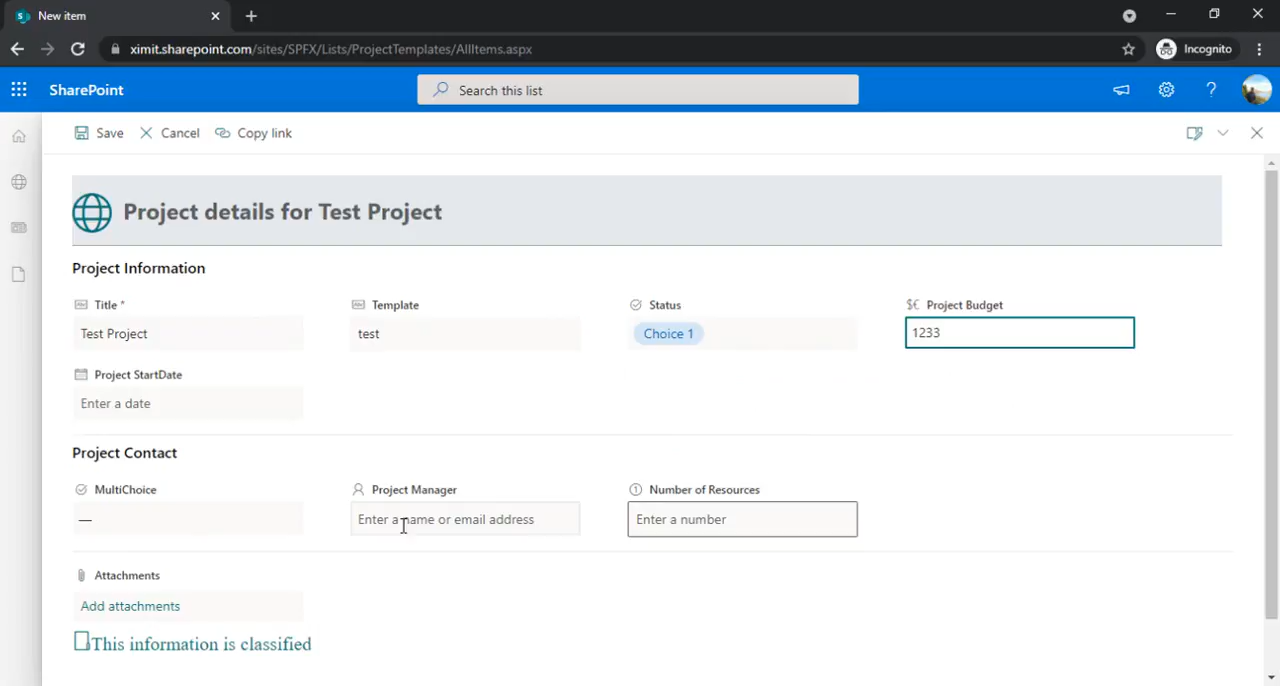 New item
ximit.sharepoint.com/sites/SPFX/Lists/ProjectTemplates/AllItems.aspx
Incognito
SharePoint
Search this list
Save Cancel Copy link
Project details for Test Project
Project Information
Title * Template Status $€ Project Budget
Test Project test Choice 1 1233
Project StartDate
Enter a date
Project Contact
MultiChoice Project Manager Number of Resources
— Enter a name or email address Enter a number
Attachments
Add attachments
This information is classified